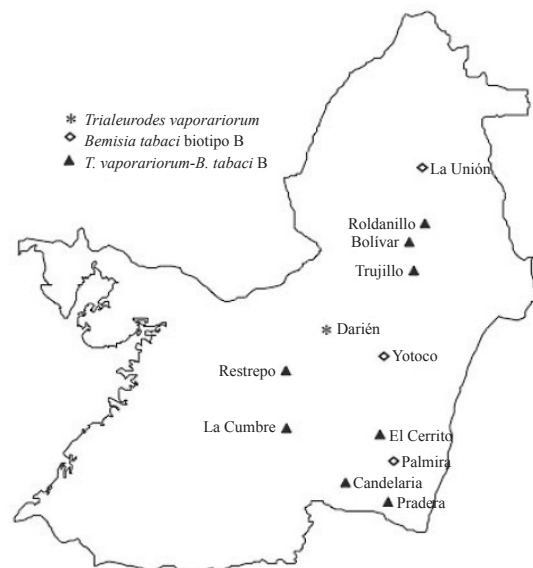 Trialeurodes vaporariorum
Bemisia tabaci biotipo B
T. vaporariorum-B. tabaci B
La Unión
Roldanillo
Bolívar
Trujillo
Darién
Yotoco
Restrepo
La Cumbre
El Cerrito
Palmira
Candelaria
Pradera